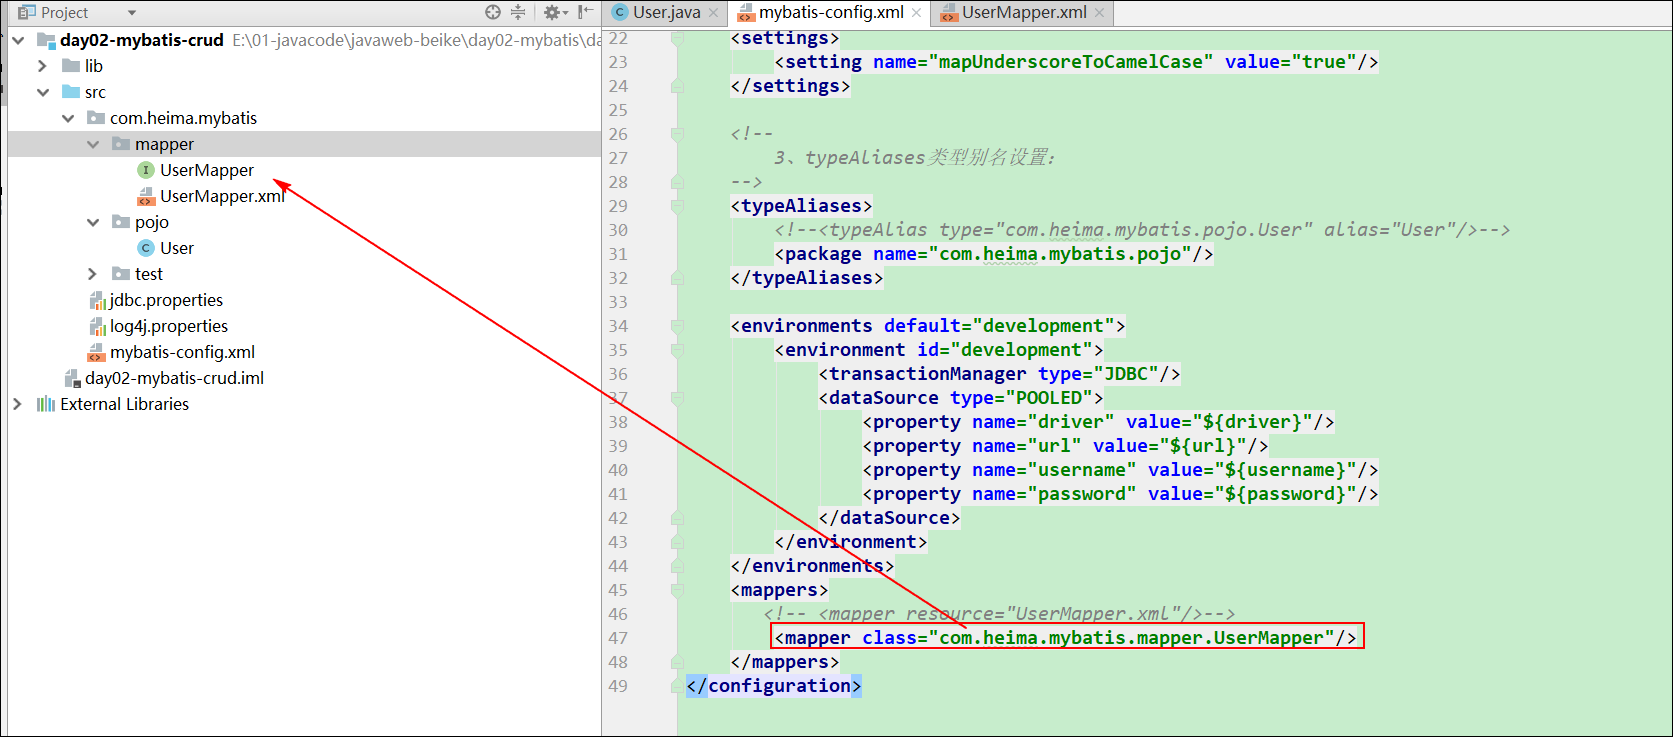 Project
day02-mybatis-crud E:\01-javacode\javaweb-beike\day02-mybatis\da
lib
src
com.heima.mybatis
mapper
UserMapper
UserMapper.xml
pojo
User
test
jdbc.properties
log4j.properties
mybatis-config.xml
day02-mybatis-crud.iml
External Libraries
User.java mybatis-config.xml UserMapper.xml
22 <settings>
23 <setting name="mapUnderscoreToCamelCase" value="true"/>
24 </settings>
25
26 <!--
27 3、typeAliases类型别名设置:
28 -->
29 <typeAliases>
30 <!--<typeAlias type="com.heima.mybatis.pojo.User" alias="User"/>-->
31 <package name="com.heima.mybatis.pojo"/>
32 </typeAliases>
33
34 <environments default="development">
35 <environment id="development">
36 <transactionManager type="JDBC"/>
37 <dataSource type="POOLED">
38 <property name="driver" value="${driver}"/>
39 <property name="url" value="${url}"/>
40 <property name="username" value="${username}"/>
41 <property name="password" value="${password}"/>
42 </dataSource>
43 </environment>
44 </environments>
45 <mappers>
46 <!-- <mapper resource="UserMapper.xml"/>-->
47 <mapper class="com.heima.mybatis.mapper.UserMapper"/>
48 </mappers>
49 </configuration>